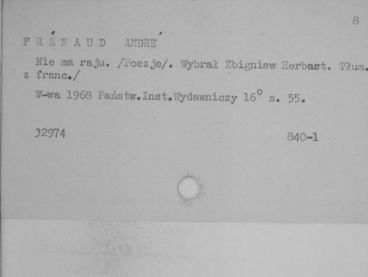 8
FRÉNAUD ANDRÉ
Nie ma raju. /Poezje/. Wybrał Zbigniew Herbert. Tłum.
z franc./
W-wa 1968 Państw.Inst.Wydawniczy 16° s. 55.
32974 840-1